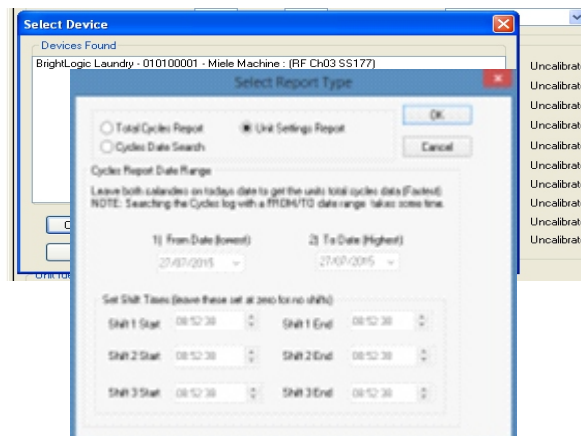 Select Device
Devices Found
BrightLogic Laundry - 010100001 - Miele Machine : (RF Ch03 SS177)
Uncalibrat
Uncalibrat
Uncalibrat
Uncalibrat
Uncalibrat
Uncalibrat
Uncalibrat
Uncalibrat
Uncalibrat
Uncalibrat
Select Report Type
Total Cycles Report
Unit Settings Report
OK
Cycles Date Search
Cancel
Cycles Report Date Range
Leave both calanders on todays date to get the units total cycles data (Fastest)
NOTE: Searching the Cycles log with a FROM/TO date range takes some time.
1) From Date (lowest)
2) To Date (Highest)
27/07/2015
27/07/2015
Set Shift Times (leave these set at zero for no shifts)
Shift 1 Start 08:52:38
Shift 1 End 08:52:38
Shift 2 Start 08:52:38
Shift 2 End 08:52:38
Shift 3 Start 08:52:38
Shift 3 End 08:52:38